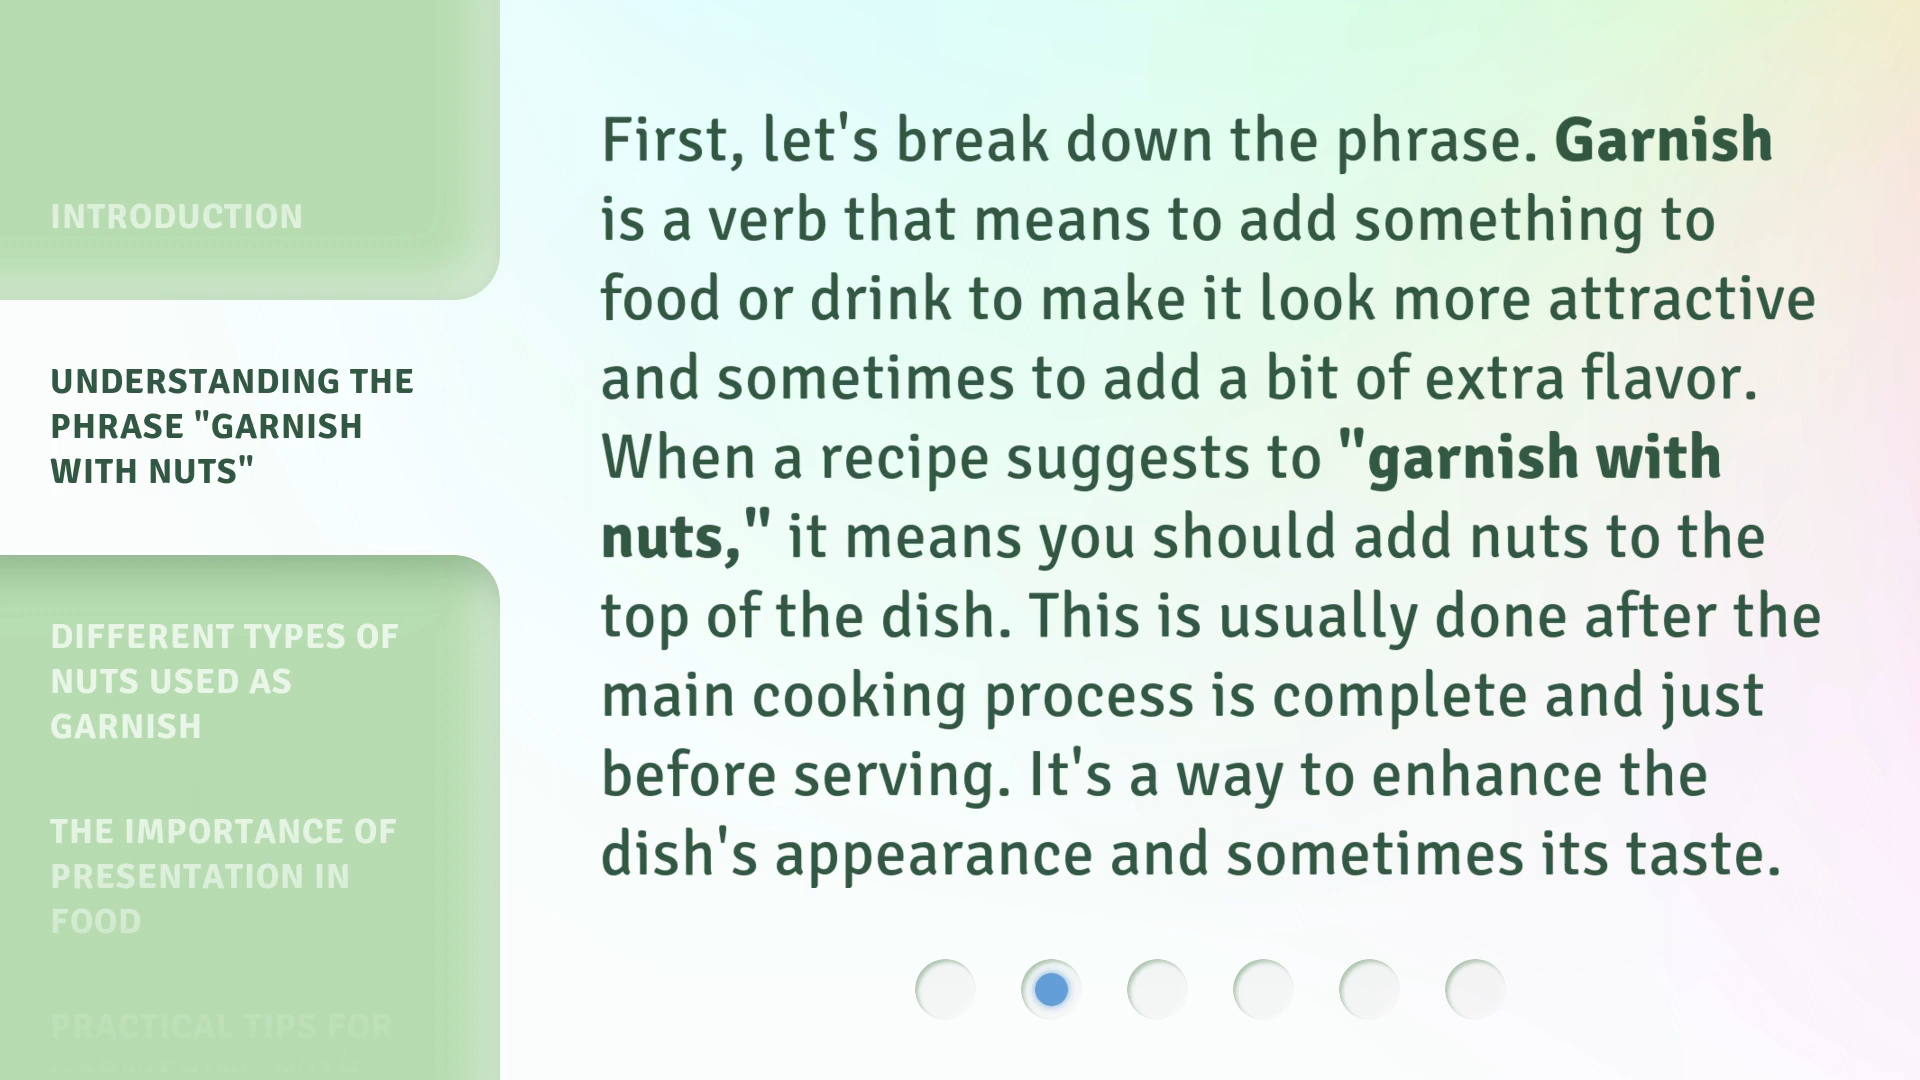 INTRODUCTION
UNDERSTANDING THE
PHRASE "GARNISH
WITH NUTS"
DIFFERENT TYPES OF
NUTS USED AS
GARNISH
THE IMPORTANCE OF
PRESENTATION IN
FOOD
PRACTICAL TIPS FOR
First, let's break down the phrase. Garnish
is a verb that means to add something to
food or drink to make it look more attractive
and sometimes to add a bit of extra flavor.
When a recipe suggests to "garnish with
nuts," it means you should add nuts to the
top of the dish. This is usually done after the
main cooking process is complete and just
before serving. It's a way to enhance the
dish's appearance and sometimes its taste.